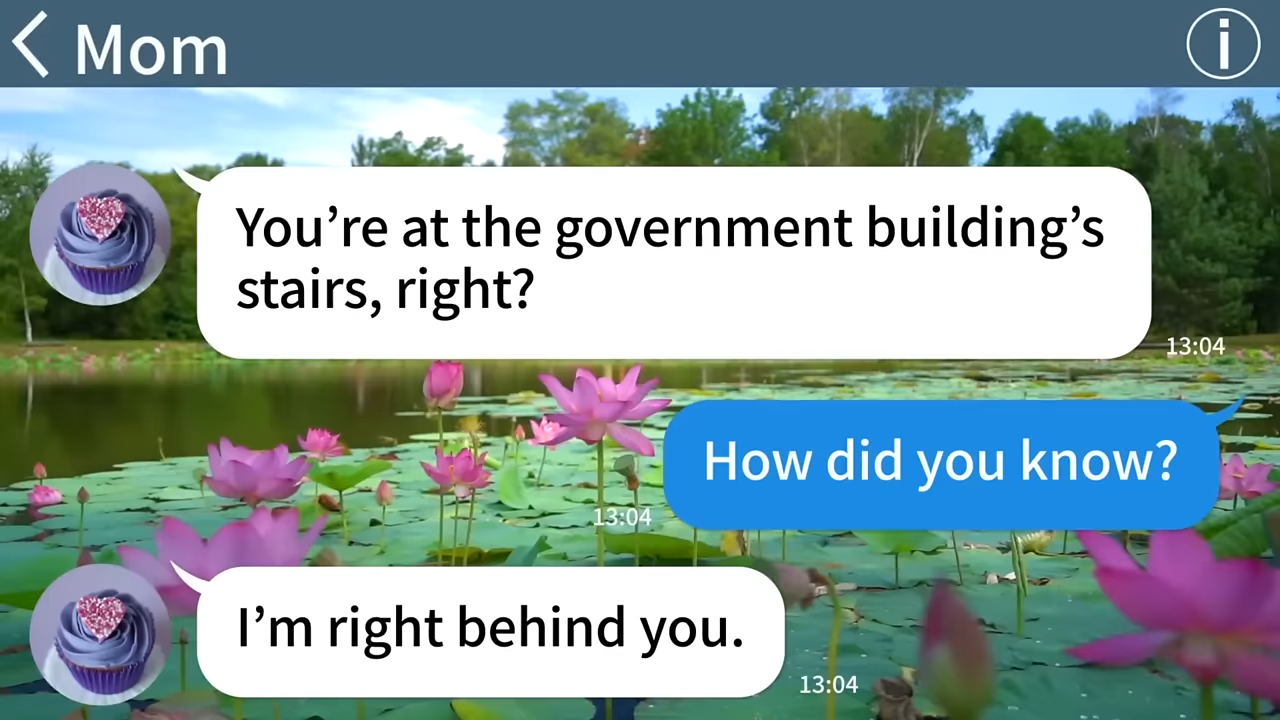 Mom
You’re at the government building’s
stairs, right?
13:04
How did you know?
13:04
I’m right behind you.
13:04